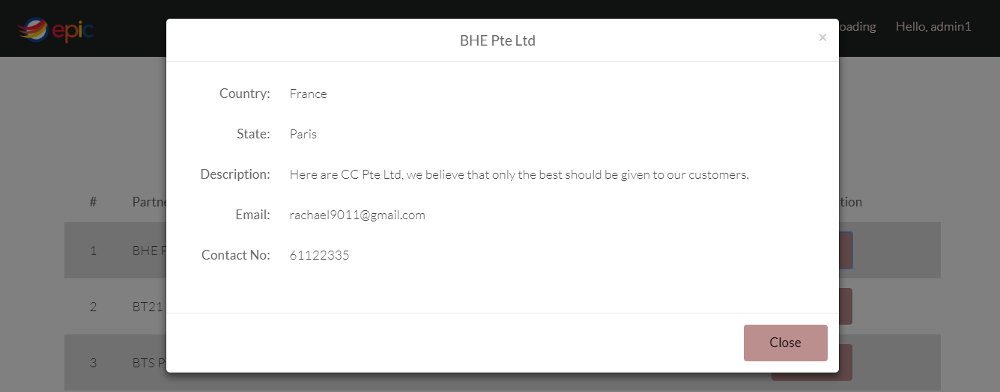 epic
oading Hello, admin1
BHE Pte Ltd ×
Country: France
State: Paris
Description: Here are CC Pte Ltd, we believe that only the best should be given to our customers.
Email: rachael9011@gmail.com
Contact No: 61122335
# Partne tion
1 BHE P
2 BT21
3 BTS P
Close